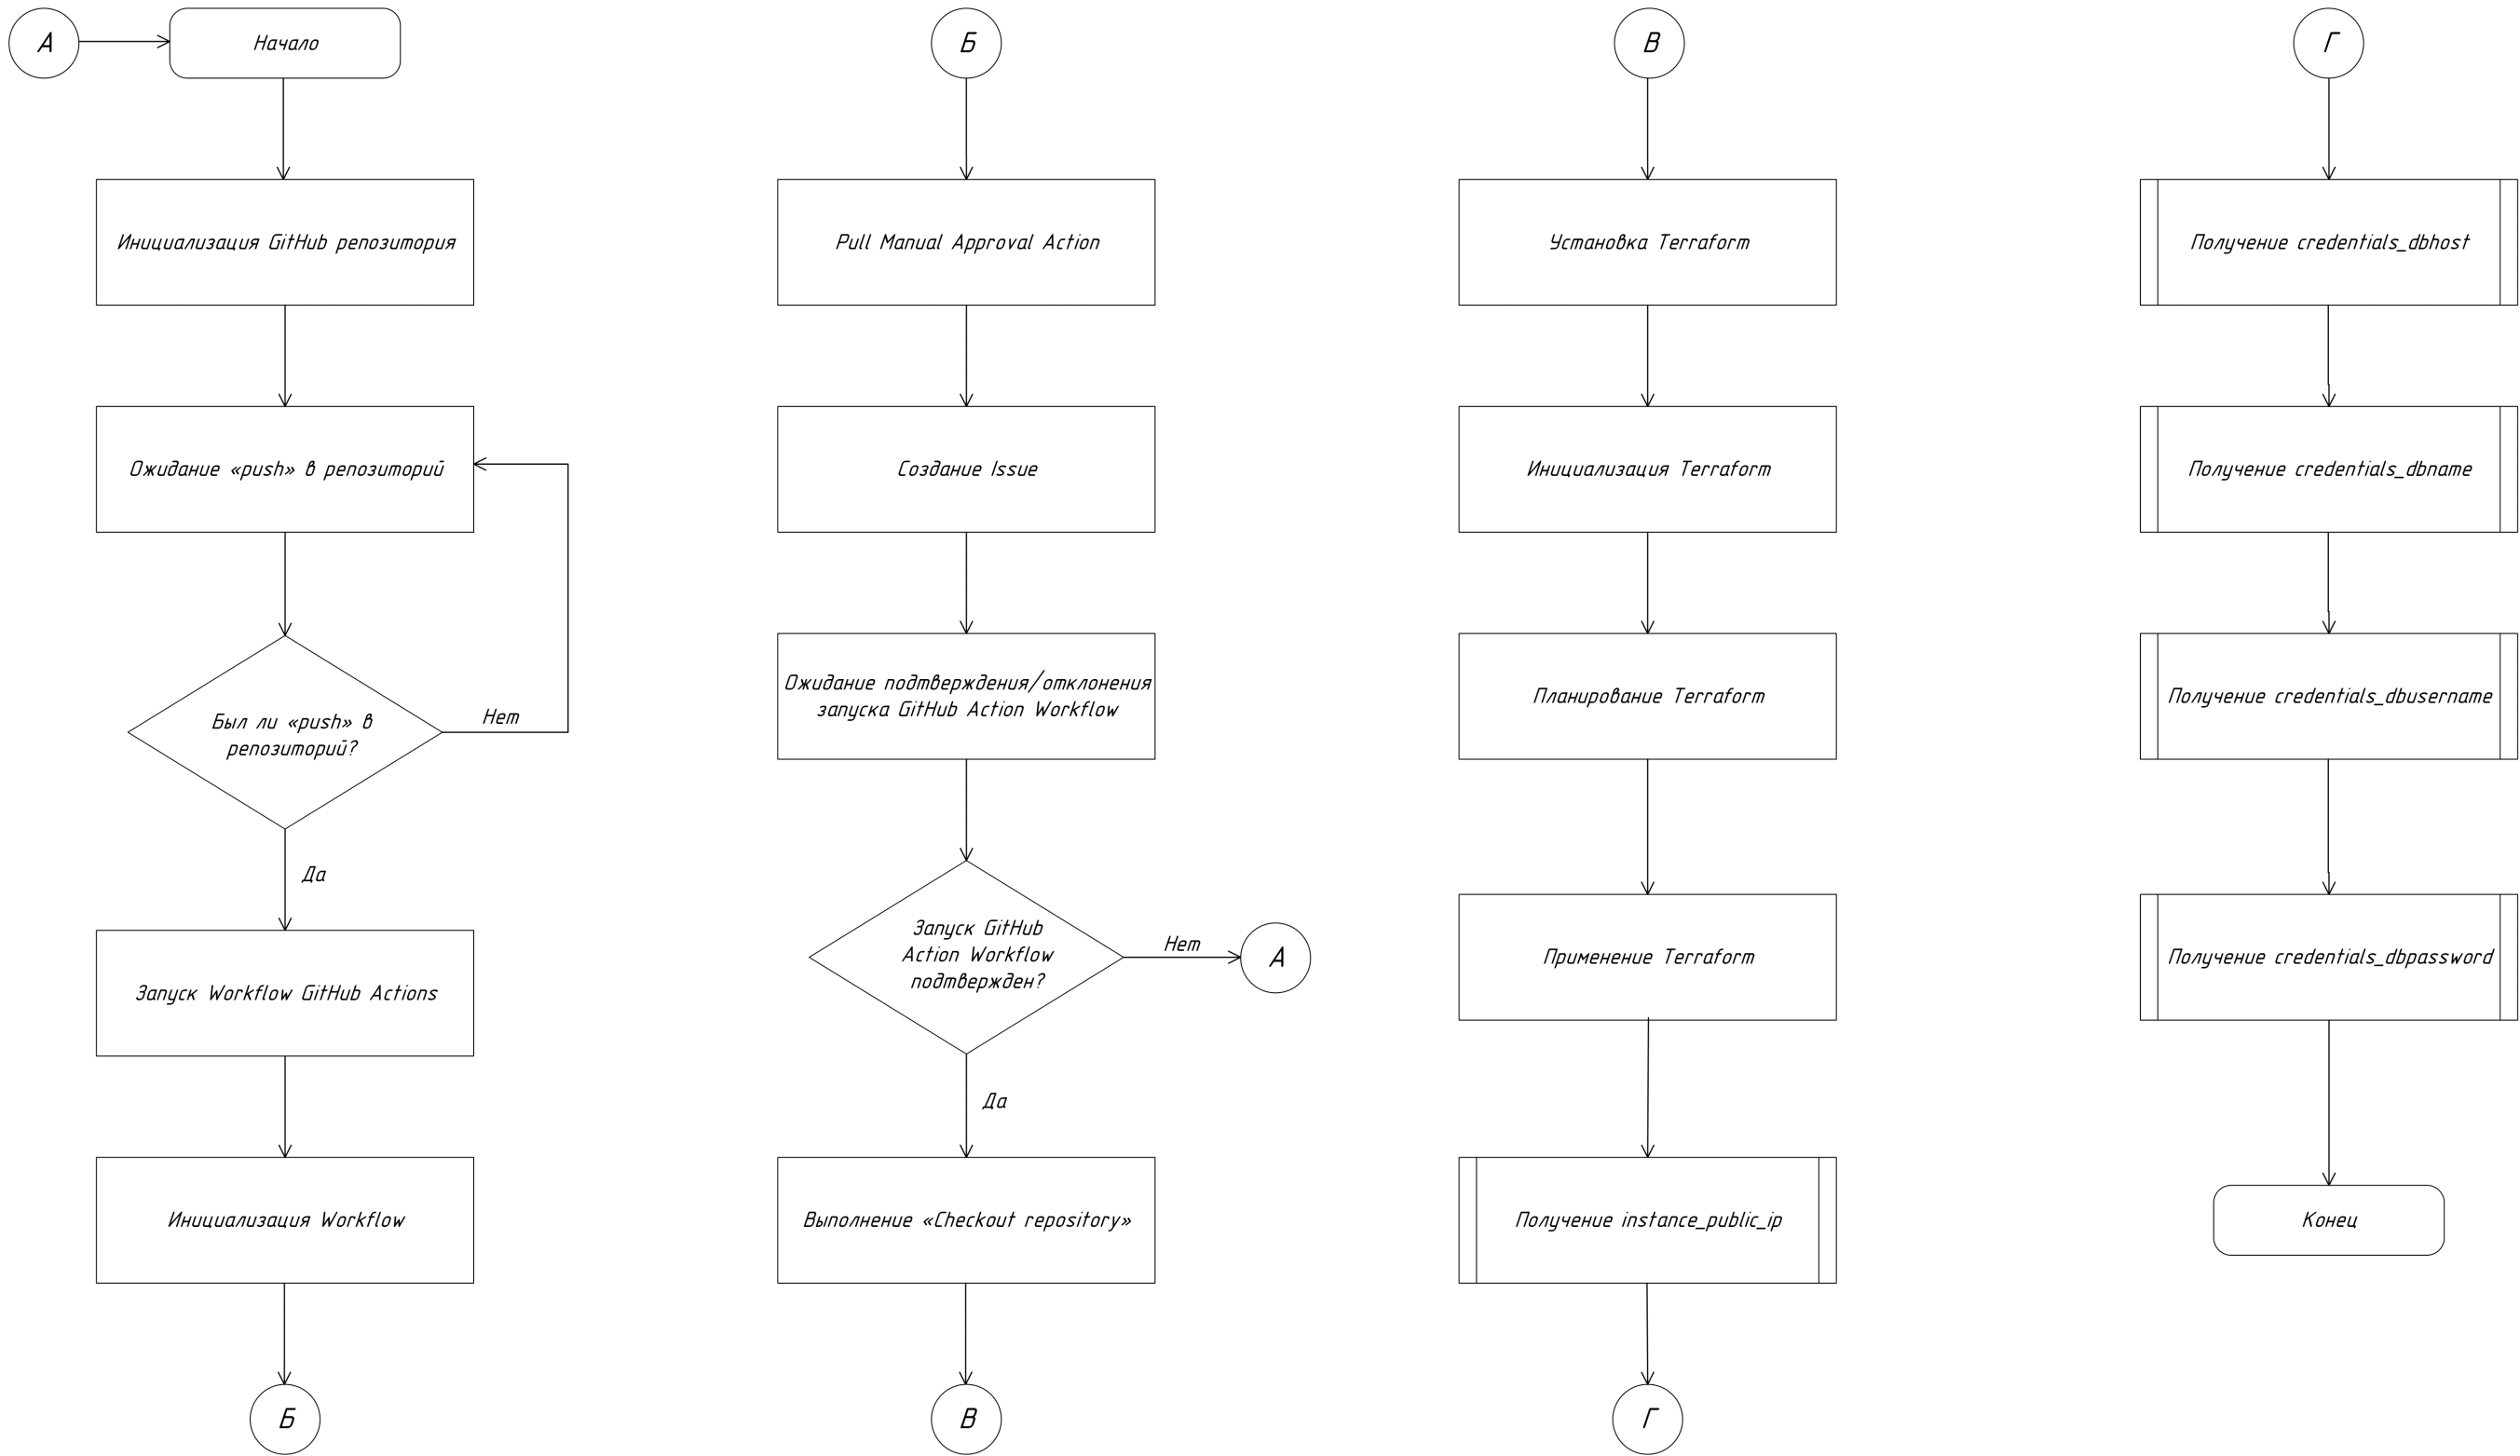 А
Начало
Инициализация GitHub репозитория
Ожидание «push» в репозиторий
Был ли «push» в
репозиторий?
Нет
Да
Запуск Workflow GitHub Actions
Инициализация Workflow
Б
Б
Pull Manual Approval Action
Создание Issue
Ожидание подтверждения/отклонения
запуска GitHub Action Workflow
Запуск GitHub
Action Workflow
подтвержден?
Нет
А
Да
Выполнение «Checkout repository»
В
В
Установка Terraform
Инициализация Terraform
Планирование Terraform
Применение Terraform
Получение instance_public_ip
Г
Г
Получение credentials_dbhost
Получение credentials_dbname
Получение credentials_dbusername
Получение credentials_dbpassword
Конец